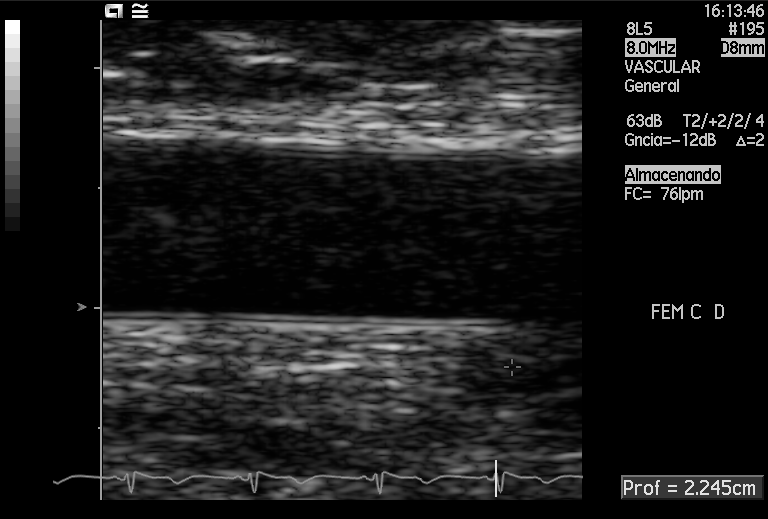 16:13:46
8L5 #195
8.0MHz 08mm
VASCULAR
General
63dB T2/+2/2/ 4
Gncia=-12dB Δ=2
Almacenando
FC= 76lpm
FEM C D
Prof = 2.245cm